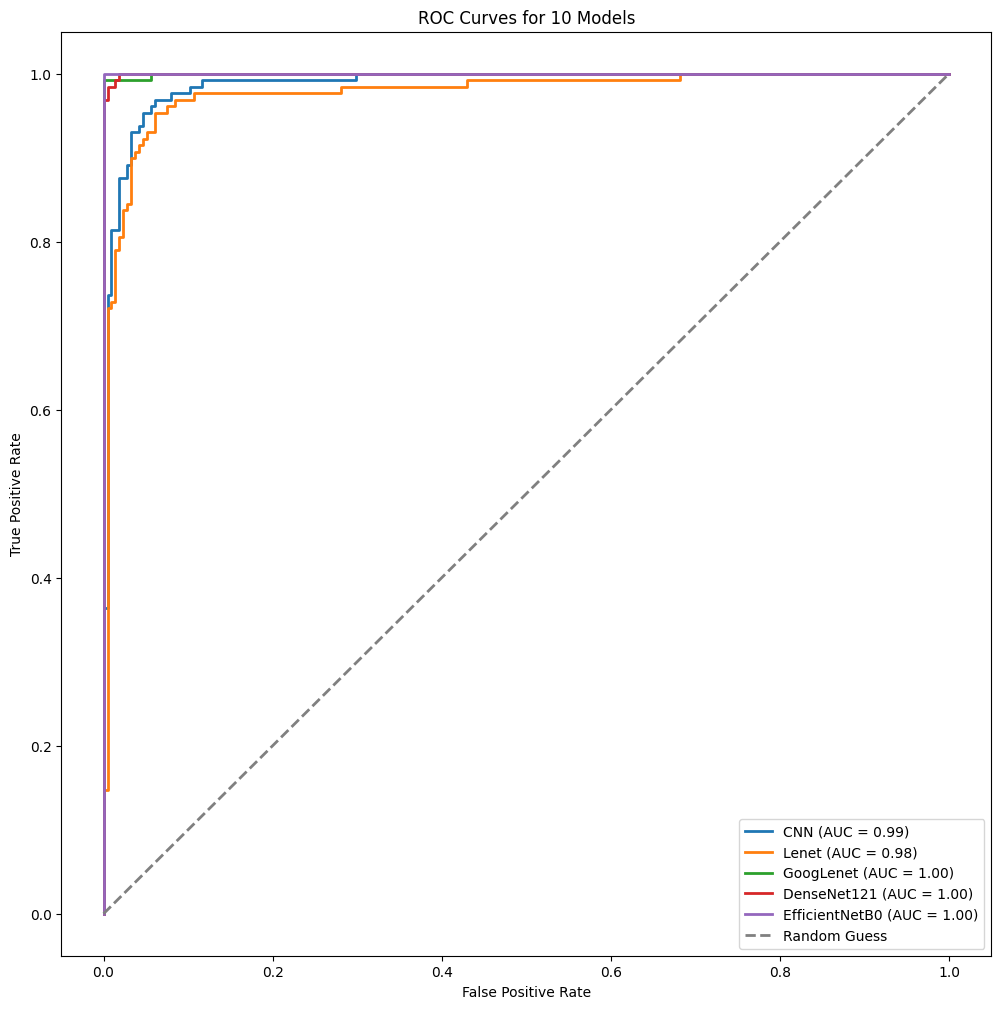 ROC Curves for 10 Models
1.0
0.8
0.6
0.4
0.2
0.0
True Positive Rate
CNN (AUC = 0.99)
Lenet (AUC = 0.98)
GoogLenet (AUC = 1.00)
DenseNet121 (AUC = 1.00)
EfficientNetB0 (AUC = 1.00)
Random Guess
0.0 0.2 0.4 0.6 0.8 1.0
False Positive Rate